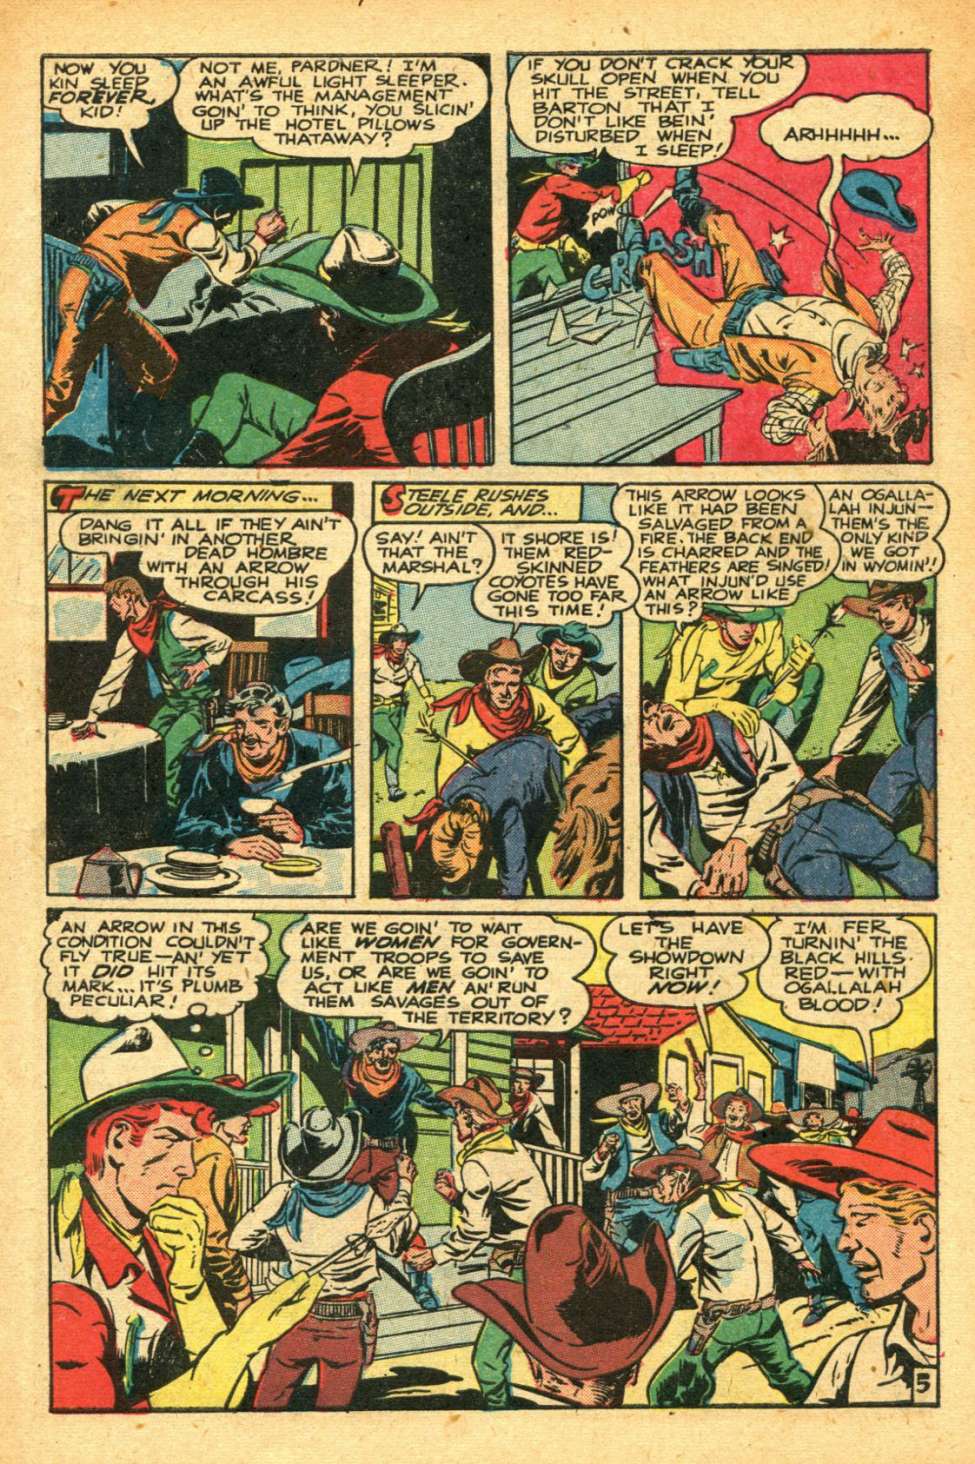 NOW YOU
KIN SLEEP
FOREVER,
KID!
NOT ME, PARDNER! I'M
AN AWFUL LIGHT SLEEPER.
WHAT'S THE MANAGEMENT
GOIN' TO THINK, YOU SLICIN'
UP THE HOTEL PILLOWS
THATAWAY?
IF YOU DON'T CRACK YOUR
SKULL OPEN WHEN YOU
HIT THE STREET, TELL
BARTON THAT I
DON'T LIKE BEIN'
DISTURBED WHEN
I SLEEP!
ARHHHHH...
POW
CRASH
THE NEXT MORNING...
DANG IT ALL IF THEY AIN'T
BRINGIN' IN ANOTHER
DEAD HOMBRE
WITH AN ARROW
THROUGH HIS
CARCASS!
STEELE RUSHES
OUTSIDE, AND...
SAY! AIN'T
THAT THE
MARSHAL?
IT SHORE IS!
THEM RED-
SKINNED
COYOTES HAVE
GONE TOO FAR
THIS TIME!
THIS ARROW LOOKS
LIKE IT HAD BEEN
SALVAGED FROM A
FIRE. THE BACK END
IS CHARRED AND THE
FEATHERS ARE SINGED!
WHAT INJUN'D USE
AN ARROW LIKE
THIS?
AN OGALLA-
LAH INJUN--
THEM'S THE
ONLY KIND
WE GOT
IN WYOMIN'!
AN ARROW IN THIS
CONDITION COULDN'T
FLY TRUE--AN' YET
IT DID HIT ITS
MARK... IT'S PLUMB
PECULIAR!
ARE WE GOIN' TO WAIT
LIKE WOMEN FOR GOVERN-
MENT TROOPS TO SAVE
US, OR ARE WE GOIN' TO
ACT LIKE MEN AN' RUN
THEM SAVAGES OUT OF
THE TERRITORY?
LET'S HAVE
THE
SHOWDOWN
RIGHT
NOW!
I'M FER
TURNIN' THE
BLACK HILLS
RED--WITH
OGALLALAH
BLOOD!
5